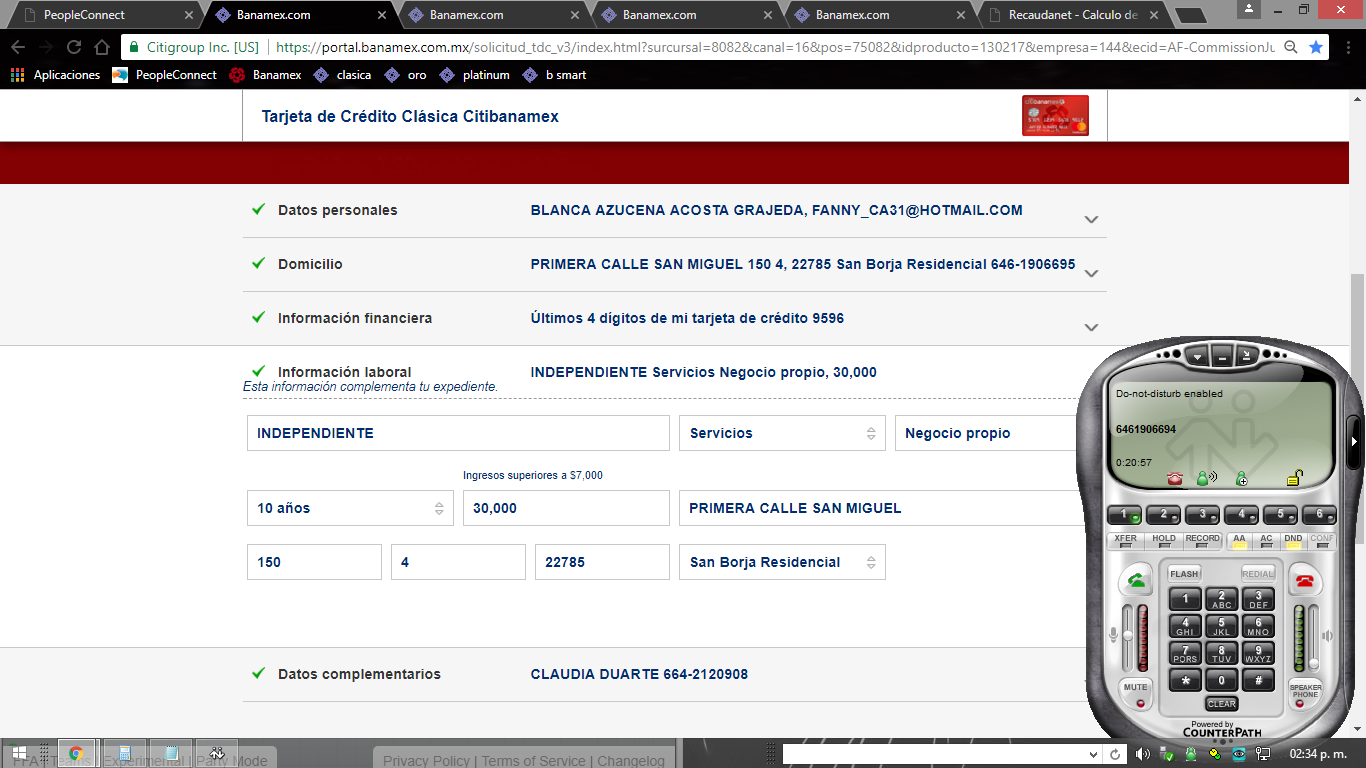 PeopleConnect
Banamex.com
Banamex.com
Banamex.com
Banamex.com
Recaudanet - Calculo de
Citigroup Inc. [US] | https://portal.banamex.com.mx/solicitud_tdc_v3/index.html?surcursal=8082&canal=16&pos=75082&idproducto=130217&empresa=144&ecid=AF-CommissionJu
Aplicaciones PeopleConnect Banamex clasica oro platinum b smart
Tarjeta de Crédito Clásica Citibanamex
Datos personales BLANCA AZUCENA ACOSTA GRAJEDA, FANNY_CA31@HOTMAIL.COM
Domicilio PRIMERA CALLE SAN MIGUEL 150 4, 22785 San Borja Residencial 646-1906695
Información financiera Últimos 4 dígitos de mi tarjeta de crédito 9596
Información laboral INDEPENDIENTE Servicios Negocio propio, 30,000
Esta información complementa tu expediente.
INDEPENDIENTE Servicios Negocio propio
Ingresos superiores a $7,000
10 años 30,000 PRIMERA CALLE SAN MIGUEL
150 4 22785 San Borja Residencial
Datos complementarios CLAUDIA DUARTE 664-2120908
Do-not-disturb enabled
6461906694
0:20:57
1 2 3 4 5 6
XFER HOLD RECORD AA AC DND CONF
FLASH REDIAL
1 2 ABC 3 DEF
4 GHI 5 JKL 6 MNO
7 PQRS 8 TUV 9 WXYZ
* 0 #
MUTE CLEAR SPEAKER PHONE
Powered by
COUNTERPATH
Teams | Experimental | Party Mode
Privacy Policy | Terms of Service | Changelog
02:34 p. m.